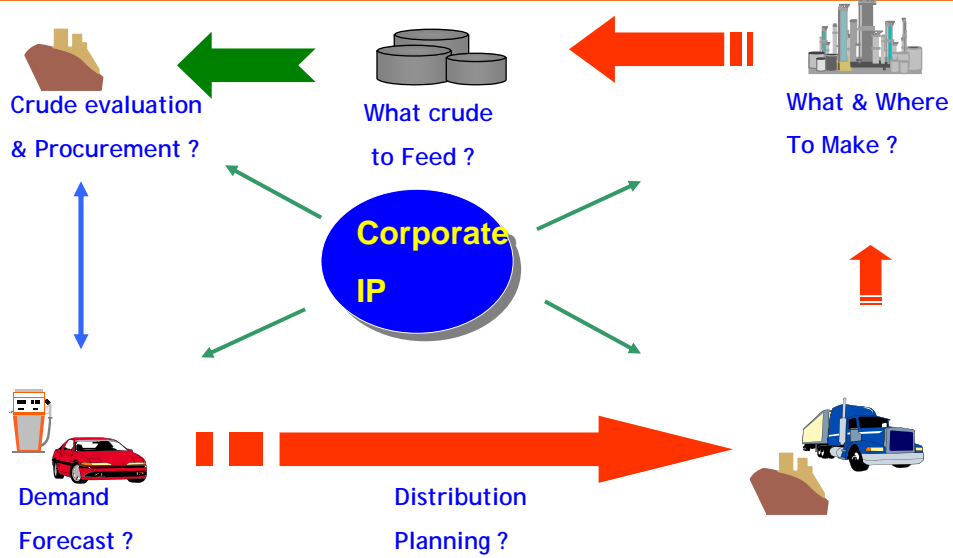 Crude evaluation
& Procurement ?
What crude
to Feed ?
What & Where
To Make ?
Corporate
IP
Demand
Forecast ?
Distribution
Planning ?